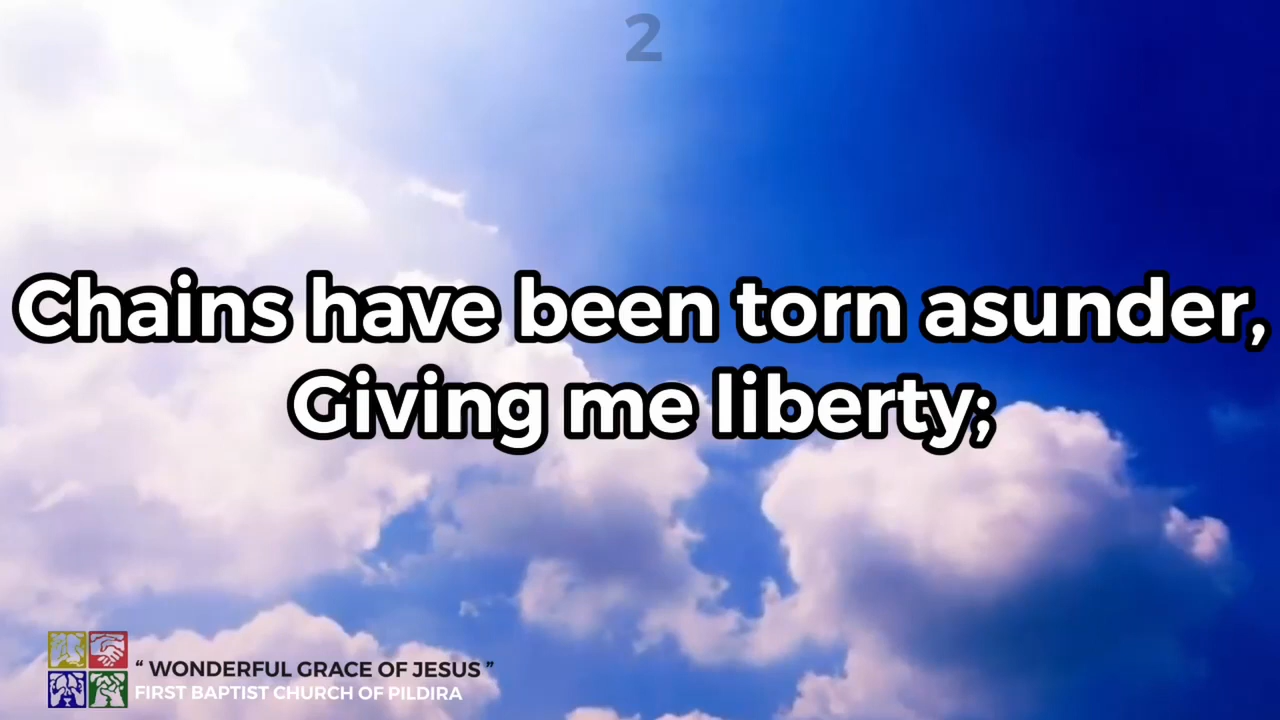 2
Chains have been torn asunder,
Giving me liberty;
“ WONDERFUL GRACE OF JESUS ”
FIRST BAPTIST CHURCH OF PILDIRA